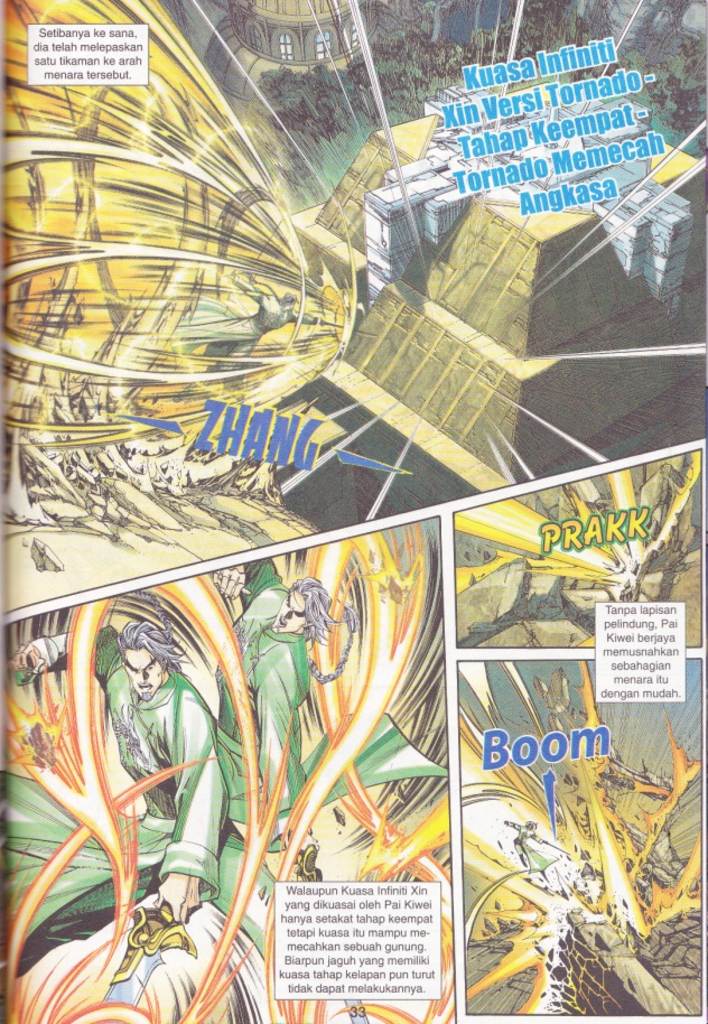 Setibanya ke sana,
dia telah melepaskan
satu tikaman ke arah
menara tersebut.
Kuasa Infiniti
Xin Versi Tornado -
Tahap Keempat -
Tornado Memecah
Angkasa
ZHANG
PRAKK
Tanpa lapisan
pelindung, Pai
Kiwei berjaya
memusnahkan
sebahagian
menara itu
dengan mudah.
Boom
Walaupun Kuasa Infiniti Xin
yang dikuasai oleh Pai Kiwei
hanya setakat tahap keempat
tetapi kuasa itu mampu me-
mecahkan sebuah gunung.
Biarpun jaguh yang memiliki
kuasa tahap kelapan pun turut
tidak dapat melakukannya.
33